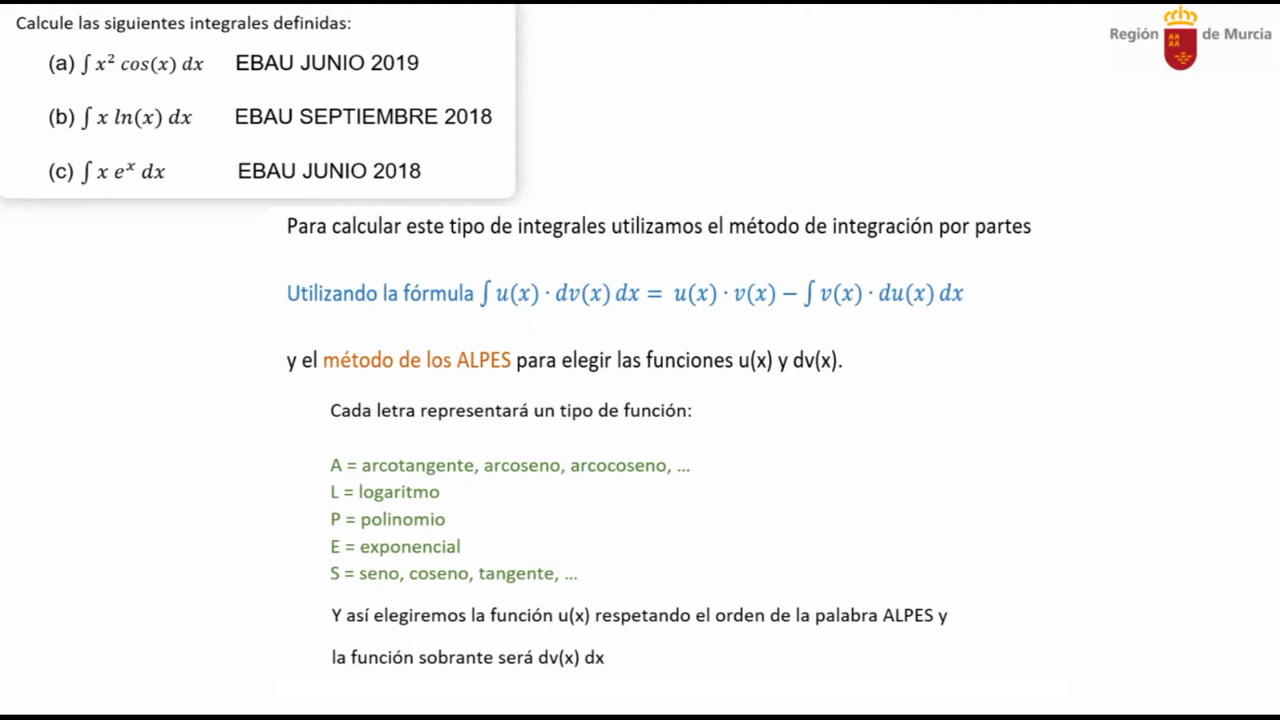 Calcule las siguientes integrales definidas:
(a) ∫ x² cos(x) dx EBAU JUNIO 2019
(b) ∫ x ln(x) dx EBAU SEPTIEMBRE 2018
(c) ∫ x eˣ dx EBAU JUNIO 2018
Región de Murcia
Para calcular este tipo de integrales utilizamos el método de integración por partes
Utilizando la fórmula ∫ u(x) · dv(x) dx = u(x) · v(x) − ∫ v(x) · du(x) dx
y el método de los ALPES para elegir las funciones u(x) y dv(x).
Cada letra representará un tipo de función:
A = arcotangente, arcoseno, arcocoseno, ...
L = logaritmo
P = polinomio
E = exponencial
S = seno, coseno, tangente, ...
Y así elegiremos la función u(x) respetando el orden de la palabra ALPES y
la función sobrante será dv(x) dx